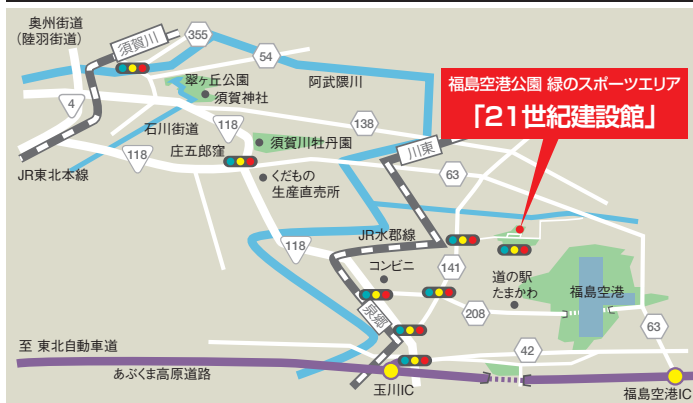 奥州街道
(陸羽街道)
須賀川
355
54
翠ヶ丘公園
須賀神社
阿武隈川
福島空港公園 緑のスポーツエリア
「21世紀建設館」
4
石川街道
118
138
118
庄五郎窪
須賀川牡丹園
川東
63
JR東北本線
くだもの
生産直売所
118
JR水郡線
コンビニ
141
道の駅
たまかわ
福島空港
泉郷
208
63
至 東北自動車道
42
あぶくま高原道路
玉川IC
福島空港IC